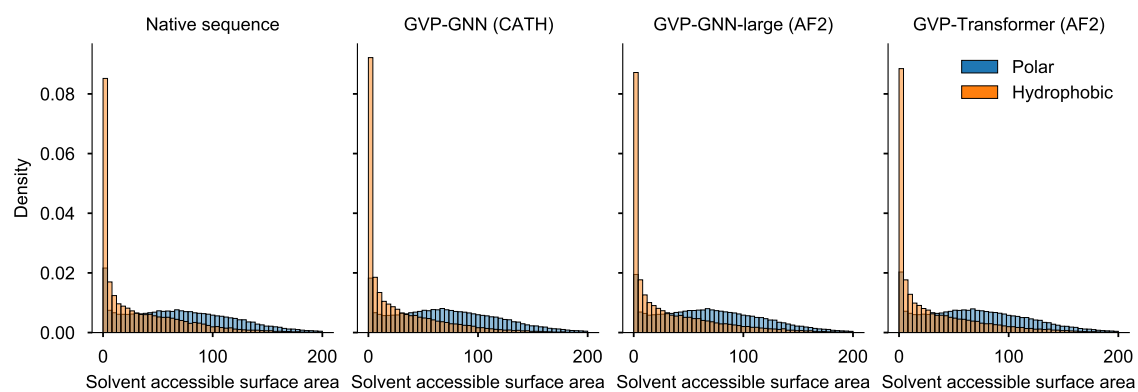 Native sequence
GVP-GNN (CATH)
GVP-GNN-large (AF2)
GVP-Transformer (AF2)
Polar
Hydrophobic
Density
0.08
0.06
0.04
0.02
0.00
0 100 200
0 100 200
0 100 200
0 100 200
Solvent accessible surface area
Solvent accessible surface area
Solvent accessible surface area
Solvent accessible surface area